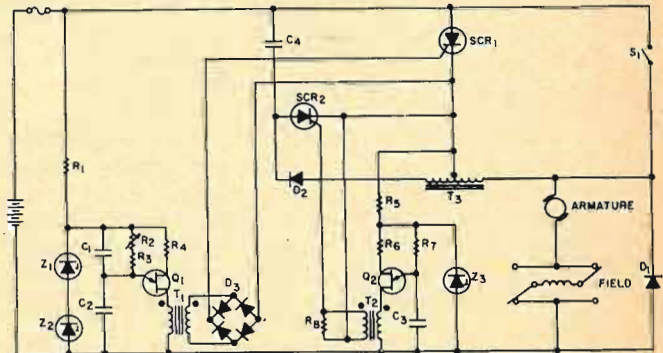 C4
SCR1
S1
SCR2
R1
D2
T3
R5
ARMATURE
C1
R2
R3
R4
R6
R7
Z1
Q1
D3
Q2
Z3
D1
FIELD
C2
T1
T2
Z2
R8
C3